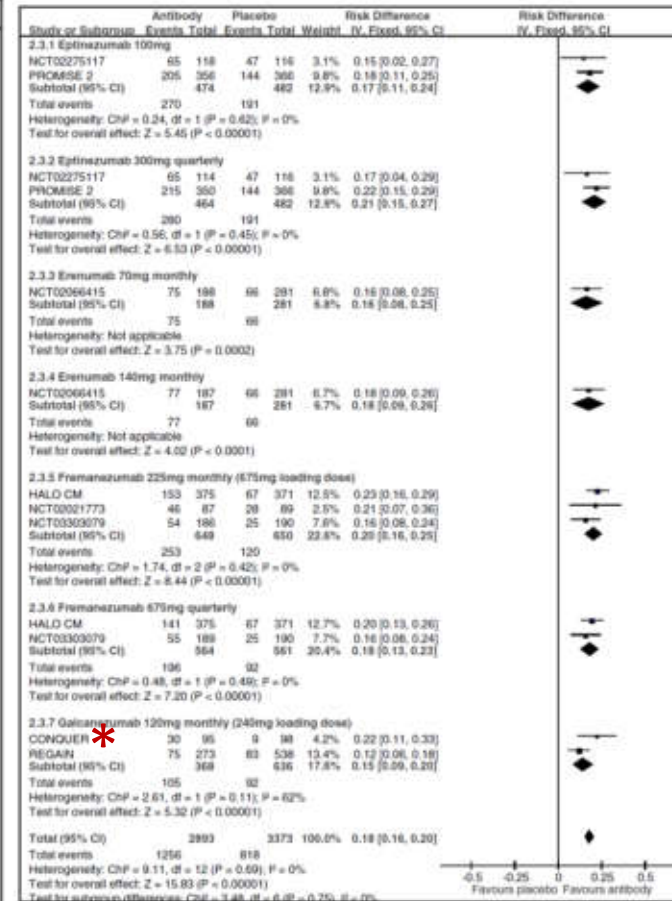 Antibody Placebo Risk Difference Risk Difference
Study or Subgroup Events Total Events Total Weight IV, Fixed, 95% CI IV, Fixed, 95% CI
2.3.1 Eptinezumab 100mg
NCT02275117 65 118 47 116 3.1% 0.15 [0.02, 0.27]
PROMISE 2 205 356 144 366 9.8% 0.18 [0.11, 0.25]
Subtotal (95% CI) 474 482 12.9% 0.17 [0.11, 0.24]
Total events 270 191
Heterogeneity: Chi² = 0.24, df = 1 (P = 0.62); I² = 0%
Test for overall effect: Z = 5.45 (P < 0.00001)
2.3.2 Eptinezumab 300mg quarterly
NCT02275117 65 114 47 116 3.1% 0.17 [0.04, 0.29]
PROMISE 2 215 350 144 366 9.8% 0.22 [0.15, 0.29]
Subtotal (95% CI) 464 482 12.8% 0.21 [0.15, 0.27]
Total events 280 191
Heterogeneity: Chi² = 0.56, df = 1 (P = 0.45); I² = 0%
Test for overall effect: Z = 6.53 (P < 0.00001)
2.3.3 Erenumab 70mg monthly
NCT02066415 75 188 66 281 6.8% 0.16 [0.08, 0.25]
Subtotal (95% CI) 188 281 6.8% 0.16 [0.08, 0.25]
Total events 75 66
Heterogeneity: Not applicable
Test for overall effect: Z = 3.75 (P = 0.0002)
2.3.4 Erenumab 140mg monthly
NCT02066415 77 187 66 281 6.7% 0.18 [0.09, 0.26]
Subtotal (95% CI) 187 281 6.7% 0.18 [0.09, 0.26]
Total events 77 66
Heterogeneity: Not applicable
Test for overall effect: Z = 4.02 (P < 0.0001)
2.3.5 Fremanezumab 225mg monthly (675mg loading dose)
HALO CM 153 375 67 371 12.5% 0.23 [0.16, 0.29]
NCT02021773 46 87 28 89 2.5% 0.21 [0.07, 0.36]
NCT03303079 54 186 25 190 7.6% 0.16 [0.08, 0.24]
Subtotal (95% CI) 648 650 22.6% 0.20 [0.16, 0.25]
Total events 253 120
Heterogeneity: Chi² = 1.74, df = 2 (P = 0.42); I² = 0%
Test for overall effect: Z = 8.44 (P < 0.00001)
2.3.6 Fremanezumab 675mg quarterly
HALO CM 141 375 67 371 12.7% 0.20 [0.13, 0.26]
NCT03303079 55 189 25 190 7.7% 0.16 [0.08, 0.24]
Subtotal (95% CI) 564 561 20.4% 0.18 [0.13, 0.23]
Total events 196 92
Heterogeneity: Chi² = 0.48, df = 1 (P = 0.49); I² = 0%
Test for overall effect: Z = 7.20 (P < 0.00001)
2.3.7 Galcanezumab 120mg monthly (240mg loading dose)
CONQUER * 30 95 9 98 4.2% 0.22 [0.11, 0.33]
REGAIN 75 273 83 538 13.4% 0.12 [0.06, 0.18]
Subtotal (95% CI) 368 636 17.6% 0.15 [0.09, 0.20]
Total events 105 92
Heterogeneity: Chi² = 2.61, df = 1 (P = 0.11); I² = 62%
Test for overall effect: Z = 5.32 (P < 0.00001)
Total (95% CI) 2893 3373 100.0% 0.18 [0.16, 0.20]
Total events 1256 818
Heterogeneity: Chi² = 9.11, df = 12 (P = 0.69); I² = 0%
Test for overall effect: Z = 15.83 (P < 0.00001)
Test for subgroup differences: Chi² = 3.48, df = 6 (P = 0.75), I² = 0%
-0.5 -0.25 0 0.25 0.5
Favours placebo Favours antibody